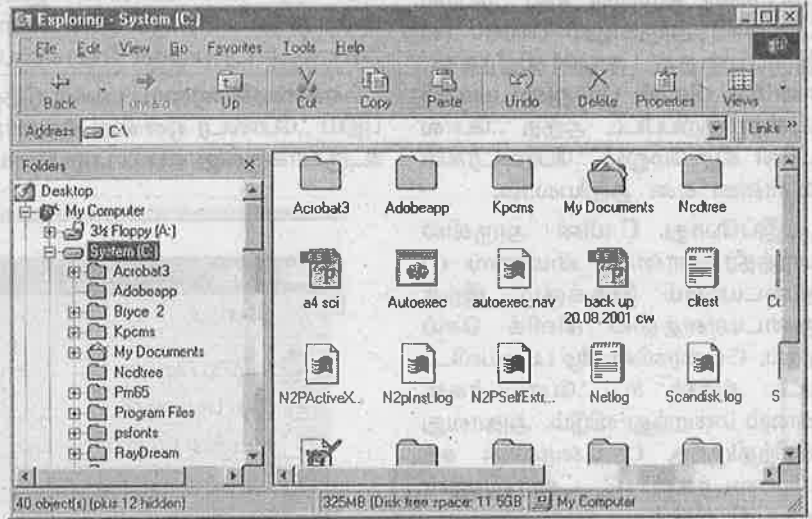 Exploring - System (C:)
File Edit View Go Favorites Tools Help
Back Forward Up Cut Copy Paste Undo Delete Properties Views
Address C:\ Links »
Folders
Desktop
My Computer
3½ Floppy (A:)
System (C:)
Acrobat3
Adobeapp
Bryce 2
Kpcms
My Documents
Ncdtree
Pm65
Program Files
psfonts
RayDream
Acrobat3 Adobeapp Kpcms My Documents Ncdtree
a4 sci Autoexec autoexec.nav back up cltest
20.08.2001 cw
N2PActiveX... N2pInst.log N2PSelfExtr... Netlog Scandisk.log S
40 object(s) (plus 12 hidden) 325MB (Disk free space: 11.5GB My Computer